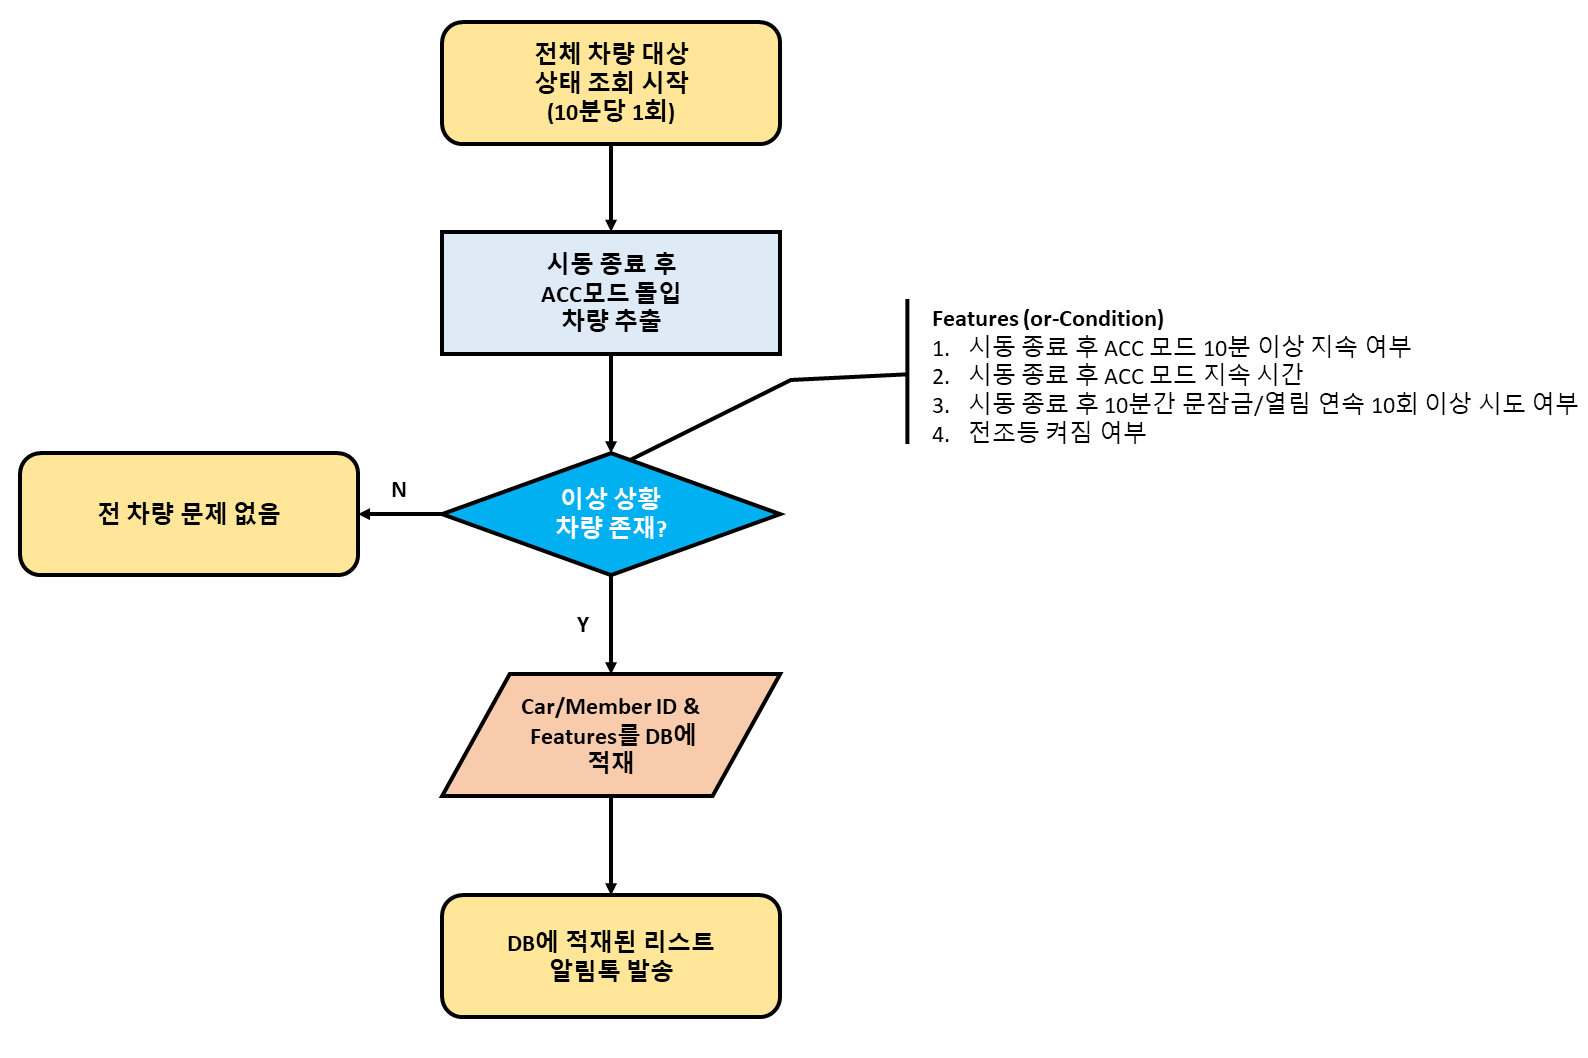 전체 차량 대상
상태 조회 시작
(10분당 1회)
시동 종료 후
ACC모드 돌입
차량 추출
Features (or-Condition)
1. 시동 종료 후 ACC 모드 10분 이상 지속 여부
2. 시동 종료 후 ACC 모드 지속 시간
3. 시동 종료 후 10분간 문잠금/열림 연속 10회 이상 시도 여부
4. 전조등 켜짐 여부
이상 상황
차량 존재?
N
전 차량 문제 없음
Y
Car/Member ID &
Features를 DB에
적재
DB에 적재된 리스트
알림톡 발송